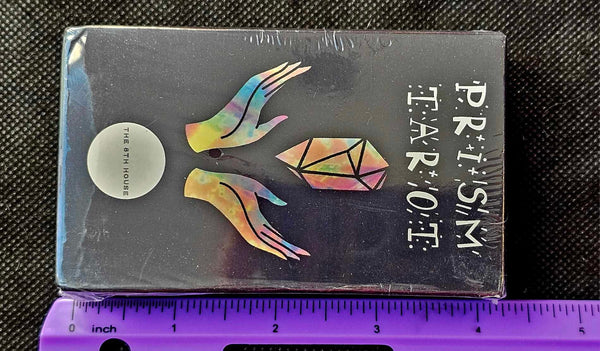 PRISM
TAROT
THE 8TH HOUSE
0 inch 1 2 3 4 5